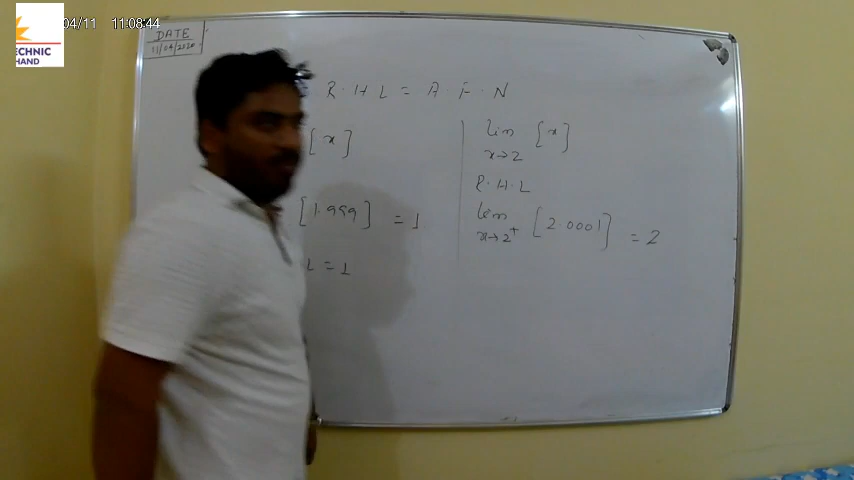 04/11 11:08:44
ECHNIC
HAND
DATE
11/04/2020
R.H.L = A.F.N
[x]
[1.999] = 1
L = 1
lim [x]
x→2
R.H.L
lim [2.0001] = 2
x→2⁺